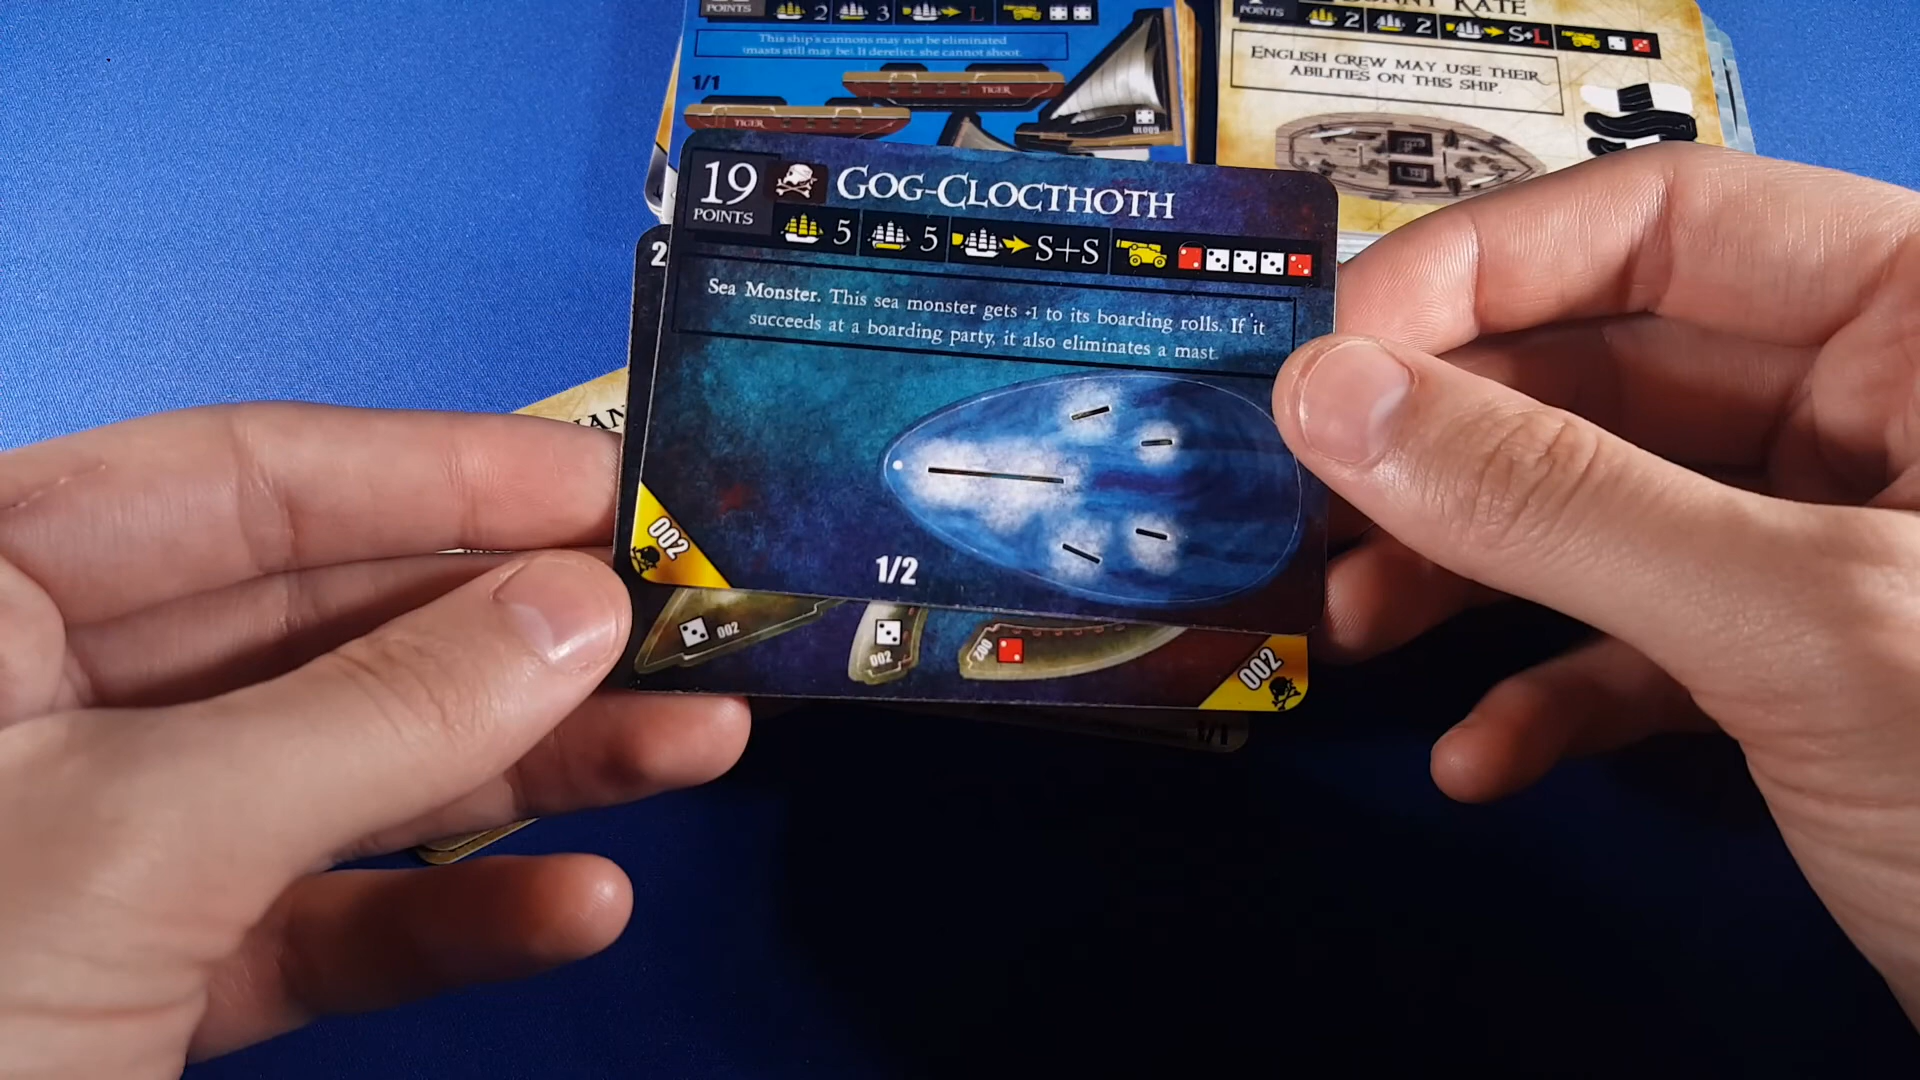 POINTS 2 3 L
This ship's cannons may not be eliminated
(masts still may be). If derelict, she cannot shoot.
1/1
TIGER
TIGER
KATE
POINTS 2 2 S+L
ENGLISH CREW MAY USE THEIR
ABILITIES ON THIS SHIP.
19 GOG-CLOCTHOTH
POINTS 5 5 S+S
2
Sea Monster. This sea monster gets +1 to its boarding rolls. If it
succeeds at a boarding party, it also eliminates a mast.
002
1/2
002
002
002
002
1/1